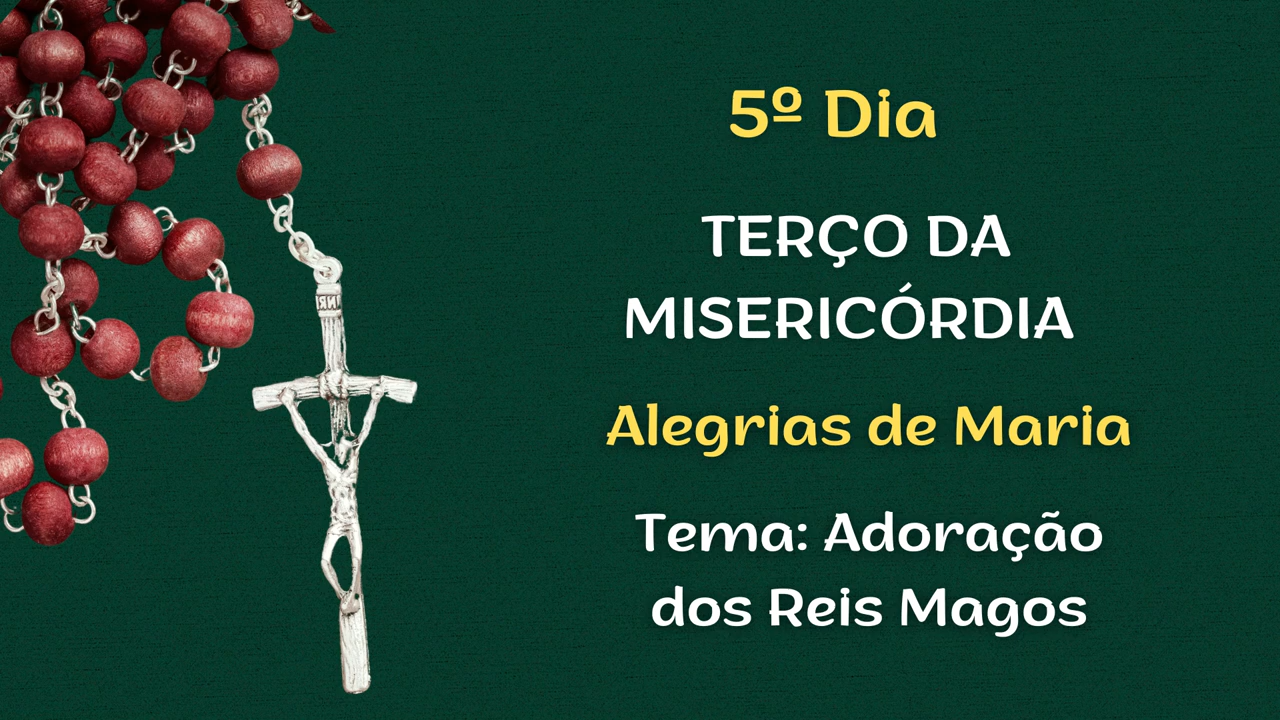 5º Dia
TERÇO DA
MISERICÓRDIA
Alegrias de Maria
Tema: Adoração
dos Reis Magos